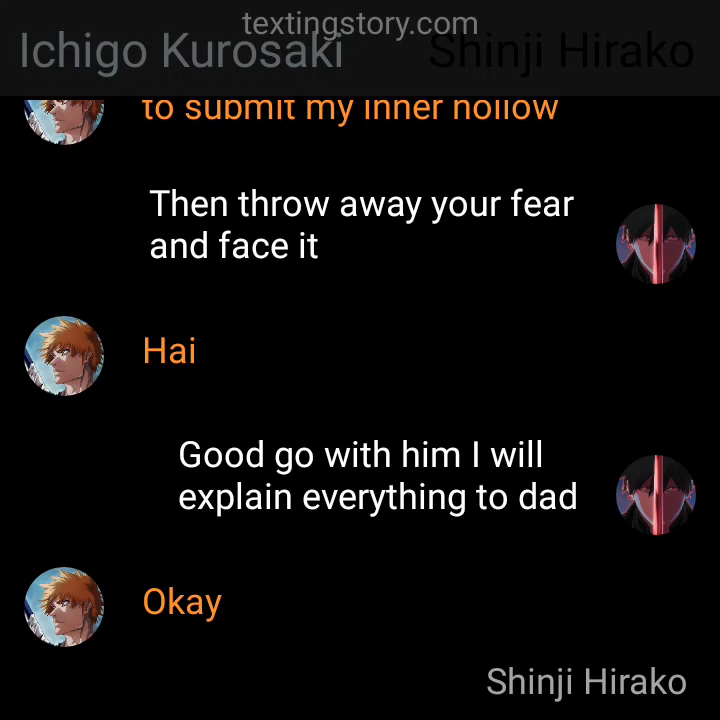 textingstory.com
Ichigo Kurosaki
Shinji Hirako
to submit my inner hollow
Then throw away your fear
and face it
Hai
Good go with him I will
explain everything to dad
Okay
Shinji Hirako